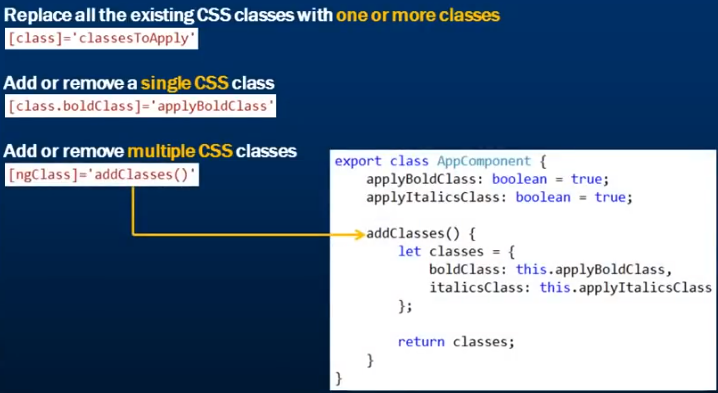 Replace all the existing CSS classes with one or more classes
[class]='classesToApply'
Add or remove a single CSS class
[class.boldClass]='applyBoldClass'
Add or remove multiple CSS classes
[ngClass]='addClasses()'
export class AppComponent {
applyBoldClass: boolean = true;
applyItalicsClass: boolean = true;
addClasses() {
let classes = {
boldClass: this.applyBoldClass,
italicsClass: this.applyItalicsClass
};
return classes;
}
}